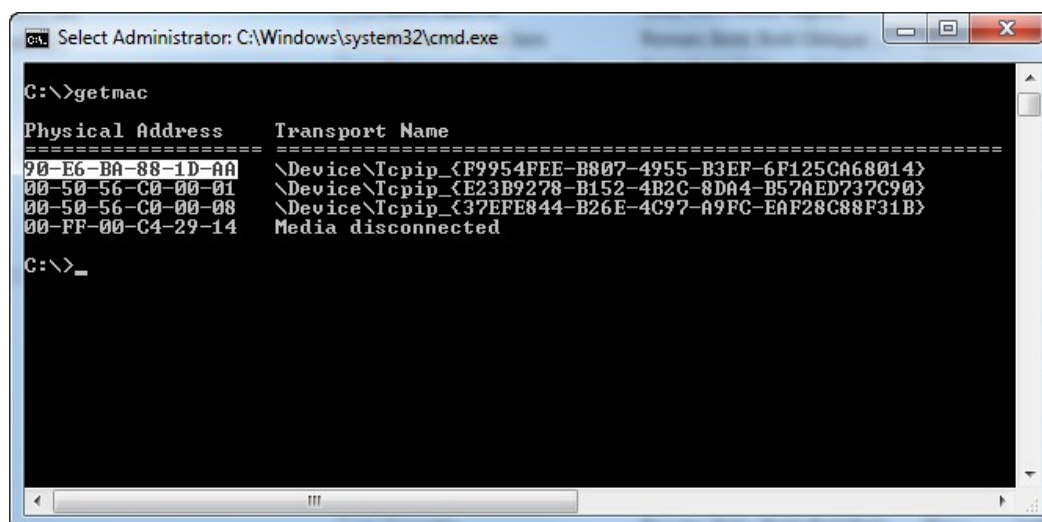 Select Administrator: C:\Windows\system32\cmd.exe
C:\>getmac
Physical Address    Transport Name
=================== ==========================================================
90-E6-BA-88-1D-AA   \Device\Tcpip_{F9954FEE-B807-4955-B3EF-6F125CA68014}
00-50-56-C0-00-01   \Device\Tcpip_{E23B9278-B152-4B2C-8DA4-B57AED737C90}
00-50-56-C0-00-08   \Device\Tcpip_{37EFE844-B26E-4C97-A9FC-EAF28C88F31B}
00-FF-00-C4-29-14   Media disconnected
C:\>_